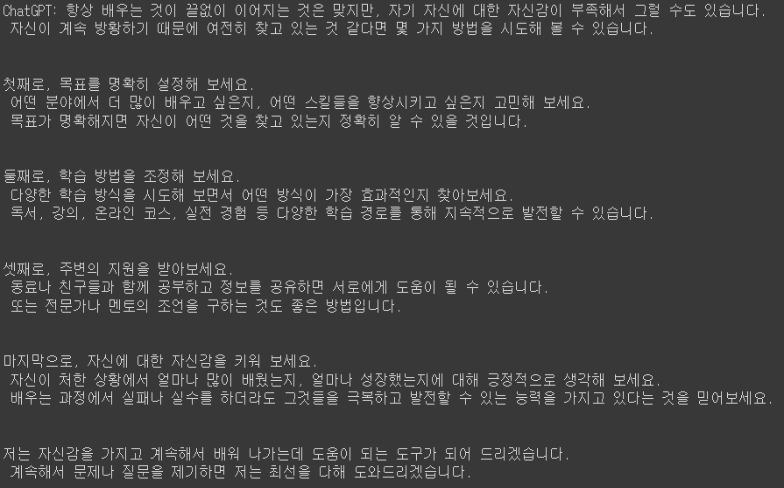 ChatGPT: 항상 배우는 것이 끝없이 이어지는 것은 맞지만, 자기 자신에 대한 자신감이 부족해서 그럴 수도 있습니다.
자신이 계속 방황하기 때문에 여전히 찾고 있는 것 같다면 몇 가지 방법을 시도해 볼 수 있습니다.
첫째로, 목표를 명확히 설정해 보세요.
어떤 분야에서 더 많이 배우고 싶은지, 어떤 스킬들을 향상시키고 싶은지 고민해 보세요.
목표가 명확해지면 자신이 어떤 것을 찾고 있는지 정확히 알 수 있을 것입니다.
둘째로, 학습 방법을 조정해 보세요.
다양한 학습 방식을 시도해 보면서 어떤 방식이 가장 효과적인지 찾아보세요.
독서, 강의, 온라인 코스, 실전 경험 등 다양한 학습 경로를 통해 지속적으로 발전할 수 있습니다.
셋째로, 주변의 지원을 받아보세요.
동료나 친구들과 함께 공부하고 정보를 공유하면 서로에게 도움이 될 수 있습니다.
또는 전문가나 멘토의 조언을 구하는 것도 좋은 방법입니다.
마지막으로, 자신에 대한 자신감을 키워 보세요.
자신이 처한 상황에서 얼마나 많이 배웠는지, 얼마나 성장했는지에 대해 긍정적으로 생각해 보세요.
배우는 과정에서 실패나 실수를 하더라도 그것들을 극복하고 발전할 수 있는 능력을 가지고 있다는 것을 믿어보세요.
저는 자신감을 가지고 계속해서 배워 나가는데 도움이 되는 도구가 되어 드리겠습니다.
계속해서 문제나 질문을 제기하면 저는 최선을 다해 도와드리겠습니다.